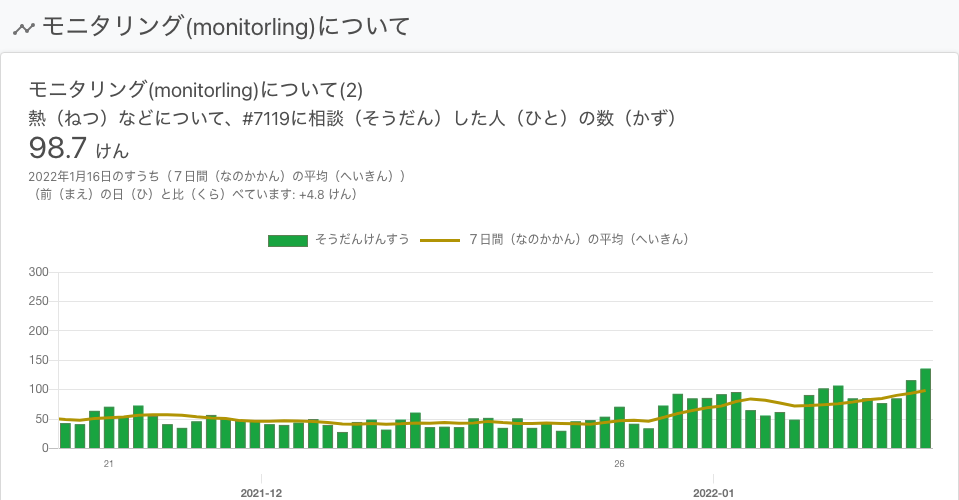 モニタリング(monitorling)について
モニタリング(monitorling)について(2)
熱（ねつ）などについて、#7119に相談（そうだん）した人（ひと）の数（かず）
98.7 けん
2022年1月16日のすうち（７日間（なのかかん）の平均（へいきん））
（前（まえ）の日（ひ）と比（くら）べています: +4.8 けん）
そうだんけんすう ７日間（なのかかん）の平均（へいきん）
300
250
200
150
100
50
0
21 26
2021-12 2022-01